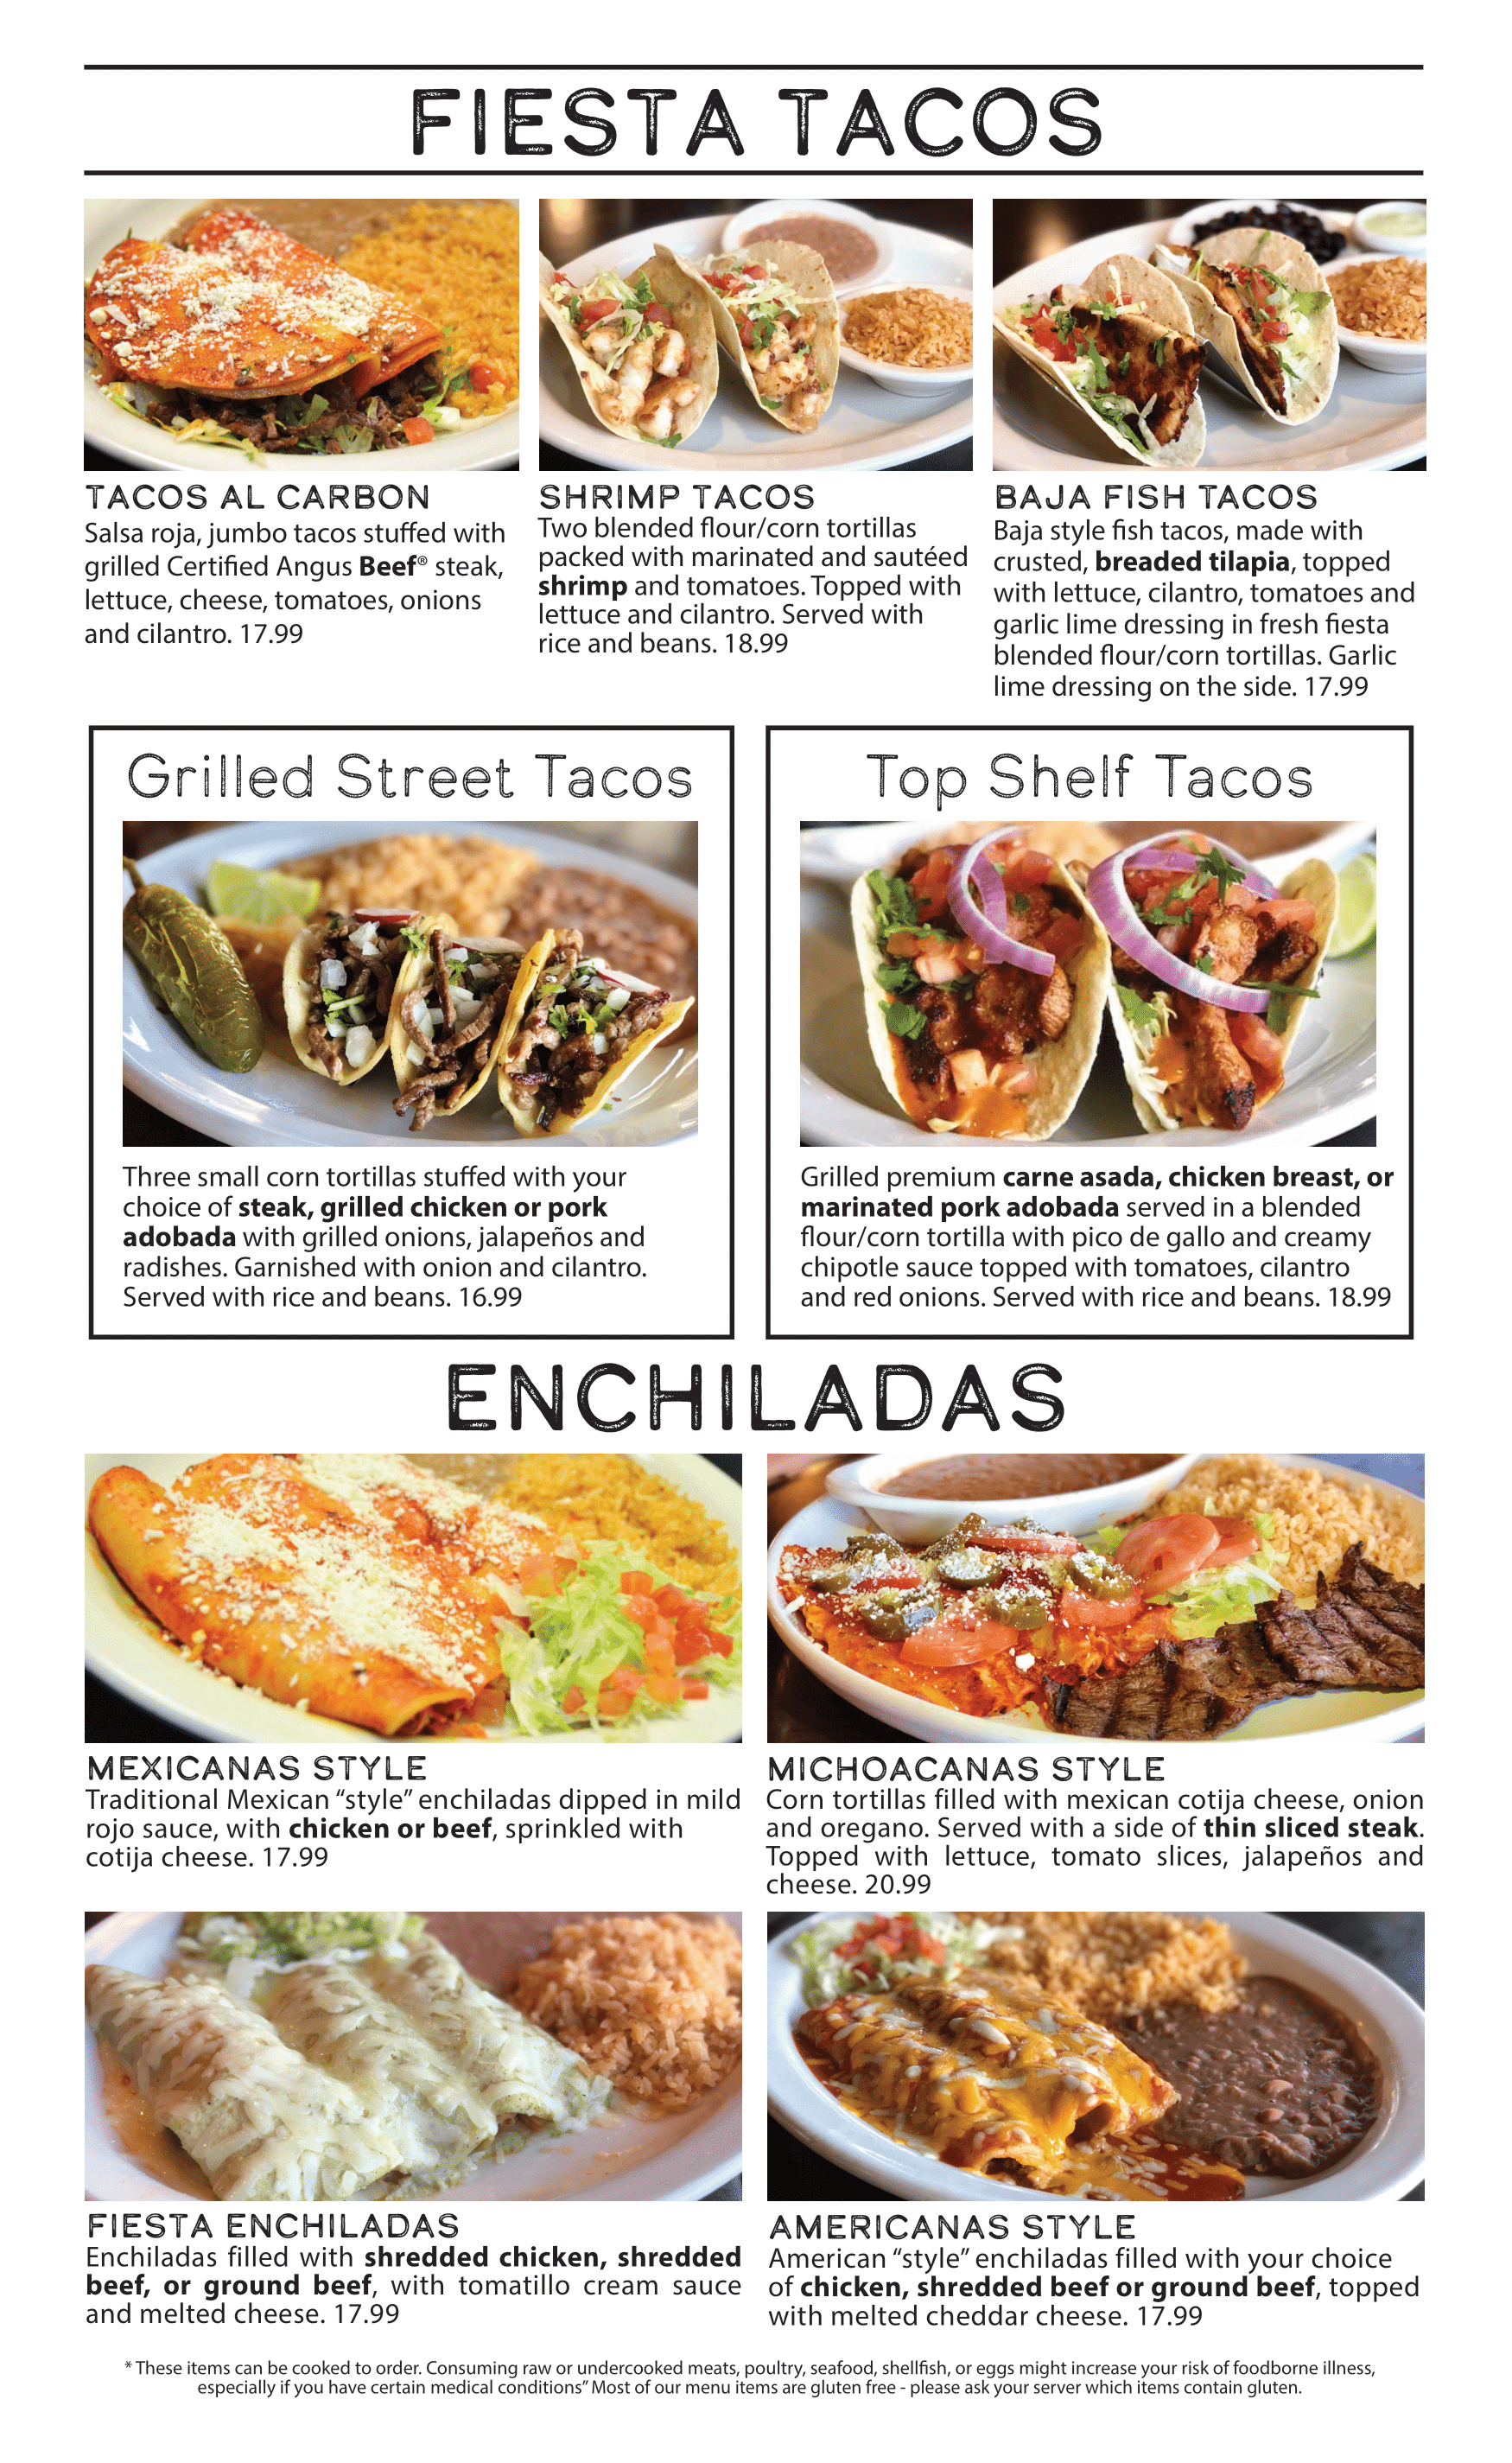 FIESTA TACOS
TACOS AL CARBON
Salsa roja, jumbo tacos stuffed with
grilled Certified Angus Beef® steak,
lettuce, cheese, tomatoes, onions
and cilantro. 17.99
SHRIMP TACOS
Two blended flour/corn tortillas
packed with marinated and sautéed
shrimp and tomatoes. Topped with
lettuce and cilantro. Served with
rice and beans. 18.99
BAJA FISH TACOS
Baja style fish tacos, made with
crusted, breaded tilapia, topped
with lettuce, cilantro, tomatoes and
garlic lime dressing in fresh fiesta
blended flour/corn tortillas. Garlic
lime dressing on the side. 17.99
Grilled Street Tacos
Three small corn tortillas stuffed with your
choice of steak, grilled chicken or pork
adobada with grilled onions, jalapeños and
radishes. Garnished with onion and cilantro.
Served with rice and beans. 16.99
Top Shelf Tacos
Grilled premium carne asada, chicken breast, or
marinated pork adobada served in a blended
flour/corn tortilla with pico de gallo and creamy
chipotle sauce topped with tomatoes, cilantro
and red onions. Served with rice and beans. 18.99
ENCHILADAS
MEXICANAS STYLE
Traditional Mexican “style” enchiladas dipped in mild
rojo sauce, with chicken or beef, sprinkled with
cotija cheese. 17.99
MICHOACANAS STYLE
Corn tortillas filled with mexican cotija cheese, onion
and oregano. Served with a side of thin sliced steak.
Topped with lettuce, tomato slices, jalapeños and
cheese. 20.99
FIESTA ENCHILADAS
Enchiladas filled with shredded chicken, shredded
beef, or ground beef, with tomatillo cream sauce
and melted cheese. 17.99
AMERICANAS STYLE
American “style” enchiladas filled with your choice
of chicken, shredded beef or ground beef, topped
with melted cheddar cheese. 17.99
* These items can be cooked to order. Consuming raw or undercooked meats, poultry, seafood, shellfish, or eggs might increase your risk of foodborne illness,
especially if you have certain medical conditions” Most of our menu items are gluten free - please ask your server which items contain gluten.